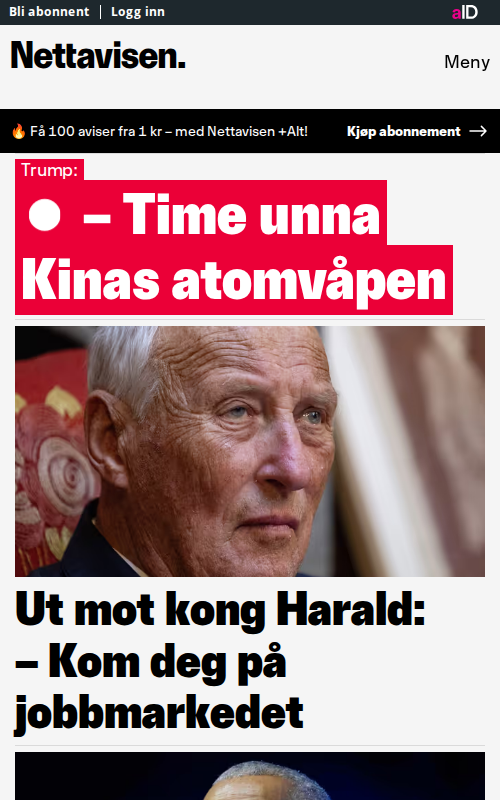 Bli abonnent | Logg inn
aID
Nettavisen.
Meny
🔥 Få 100 aviser fra 1 kr – med Nettavisen +Alt!
Kjøp abonnement →
Trump:
– Time unna
Kinas atomvåpen
Ut mot kong Harald:
– Kom deg på
jobbmarkedet